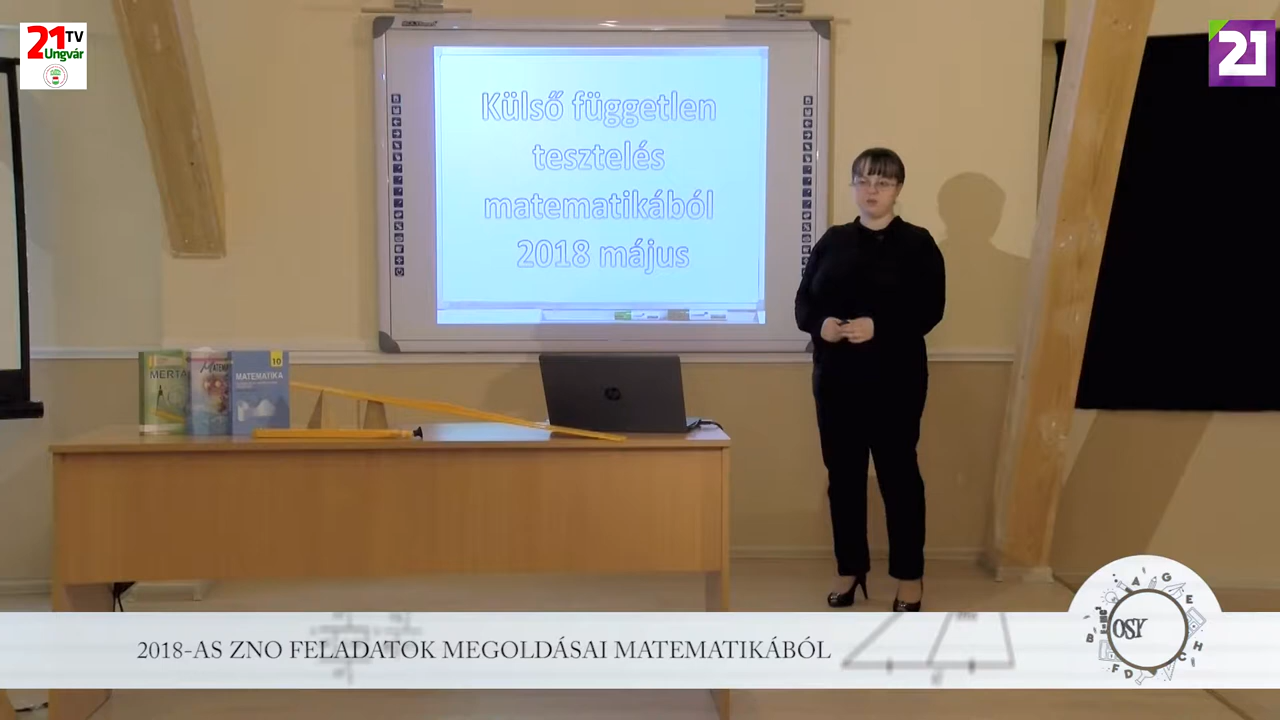 21 TV
Ungvár
21
Külső független
tesztelés
matematikából
2018 május
MATEMATIKA
10
hp
2018-AS ZNO FELADATOK MEGOLDÁSAI MATEMATIKÁBÓL
OSY
A G E H C D F B